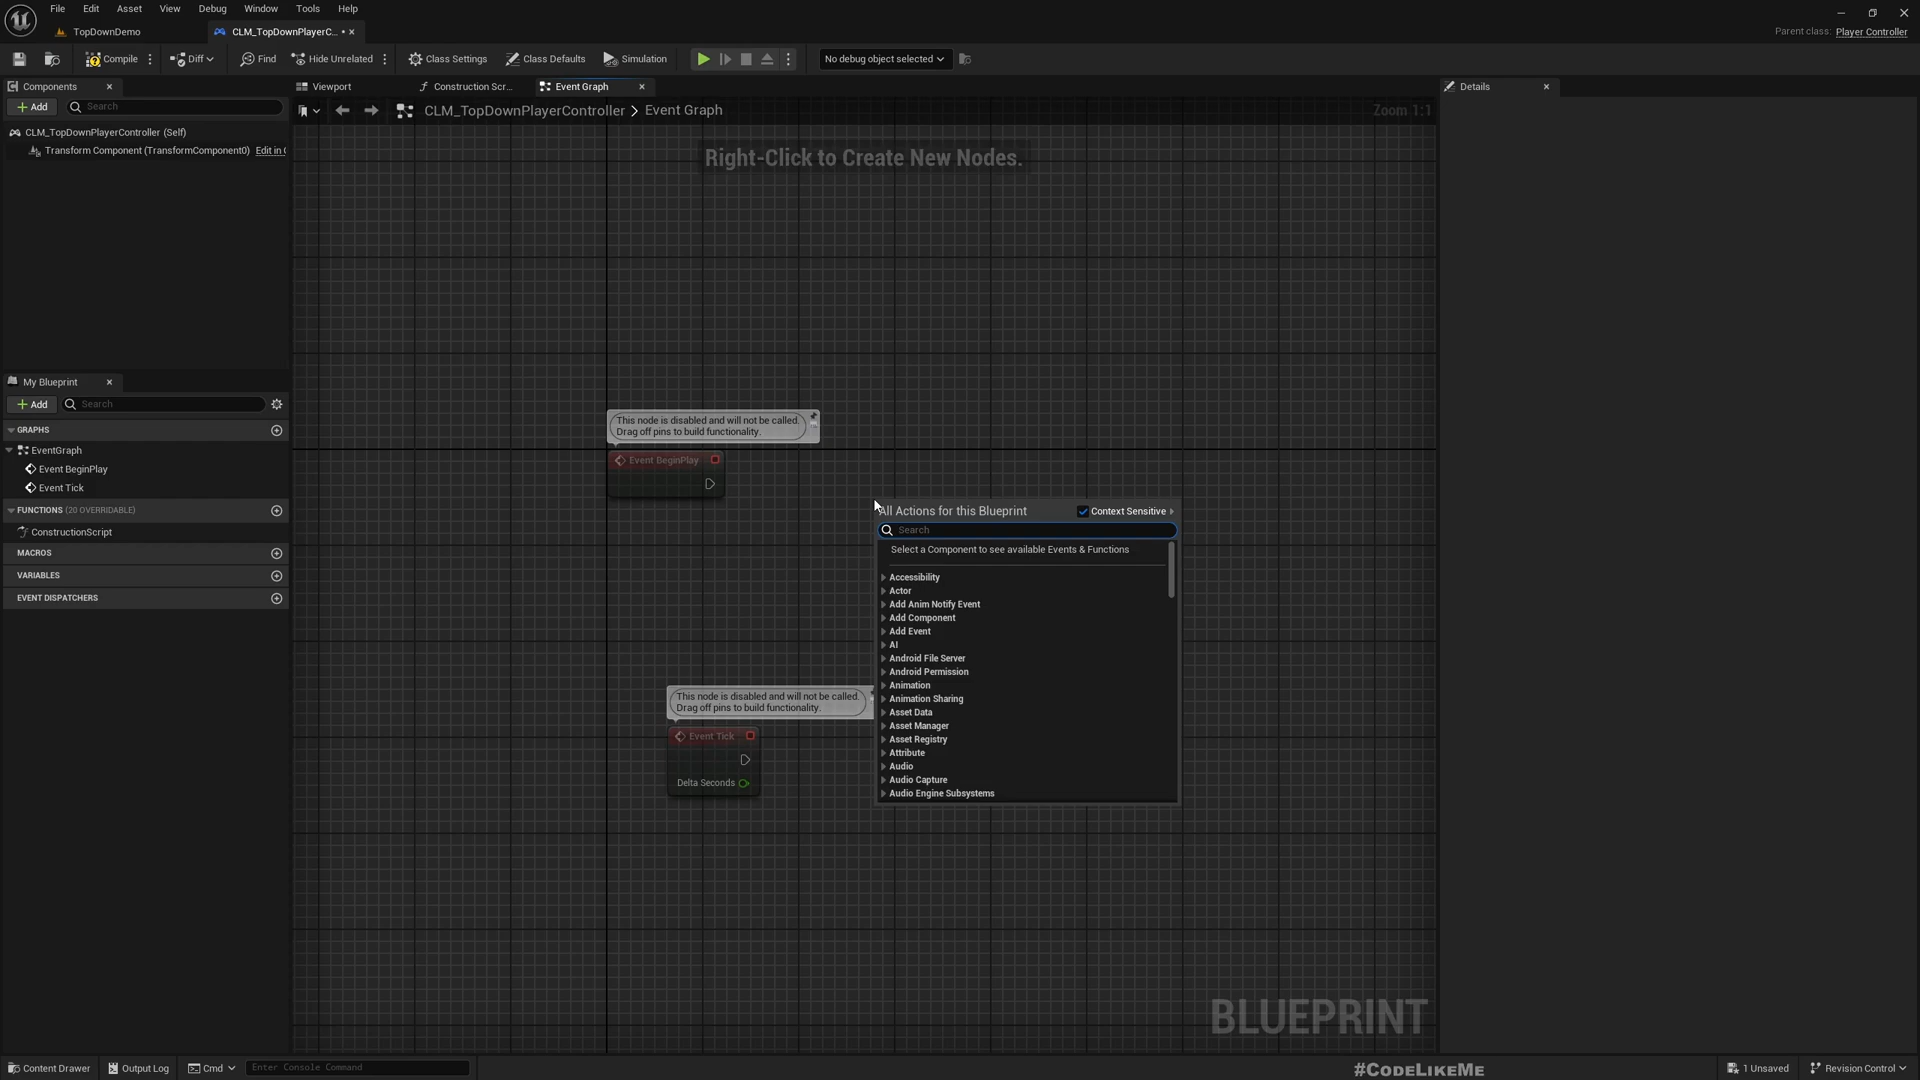 File Edit Asset View Debug Window Tools Help
TopDownDemo
CLM_TopDownPlayerC... •
Parent class: Player Controller
Compile
Diff
Find
Hide Unrelated
Class Settings
Class Defaults
Simulation
No debug object selected
Components
Add
Search
CLM_TopDownPlayerController (Self)
Transform Component (TransformComponent0) Edit in C
Viewport
Construction Scr...
Event Graph
CLM_TopDownPlayerController > Event Graph
Zoom 1:1
Right-Click to Create New Nodes.
Details
My Blueprint
Add
Search
GRAPHS
EventGraph
Event BeginPlay
Event Tick
FUNCTIONS (20 OVERRIDABLE)
ConstructionScript
MACROS
VARIABLES
EVENT DISPATCHERS
This node is disabled and will not be called.
Drag off pins to build functionality.
Event BeginPlay
This node is disabled and will not be called.
Drag off pins to build functionality.
Event Tick
Delta Seconds
All Actions for this Blueprint
Context Sensitive
Search
Select a Component to see available Events & Functions
Accessibility
Actor
Add Anim Notify Event
Add Component
Add Event
AI
Android File Server
Android Permission
Animation
Animation Sharing
Asset Data
Asset Manager
Asset Registry
Attribute
Audio
Audio Capture
Audio Engine Subsystems
BLUEPRINT
Content Drawer
Output Log
Cmd
Enter Console Command
#CodeLikeMe
1 Unsaved
Revision Control